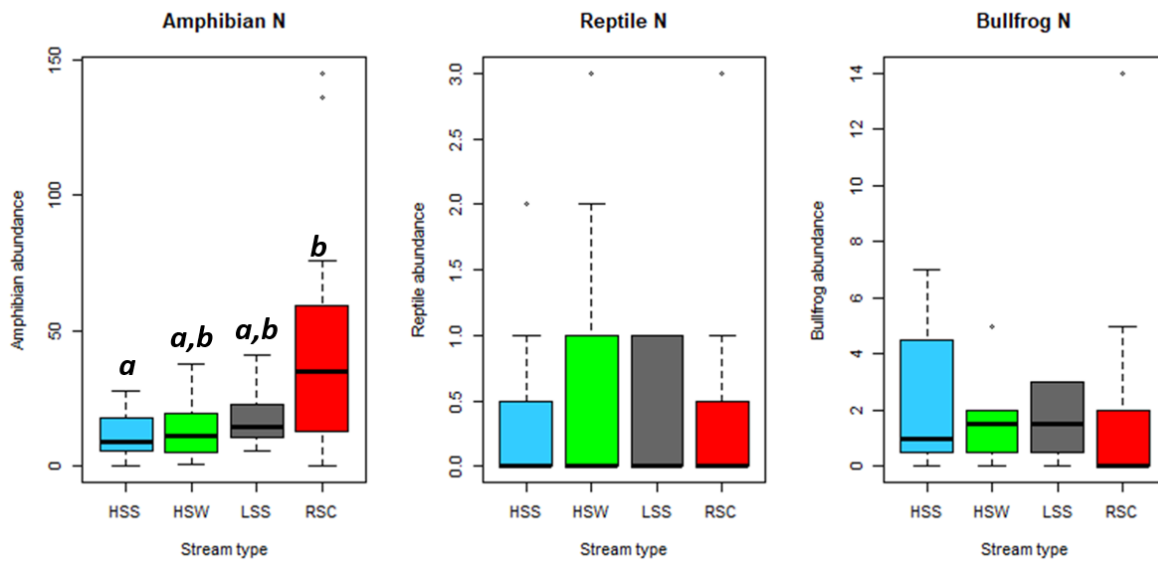 Amphibian N
Amphibian abundance
150
100
50
0
a
a,b
a,b
b
HSS HSW LSS RSC
Stream type
Reptile N
Reptile abundance
3.0
2.5
2.0
1.5
1.0
0.5
0.0
HSS HSW LSS RSC
Stream type
Bullfrog N
Bullfrog abundance
14
12
10
8
6
4
2
0
HSS HSW LSS RSC
Stream type